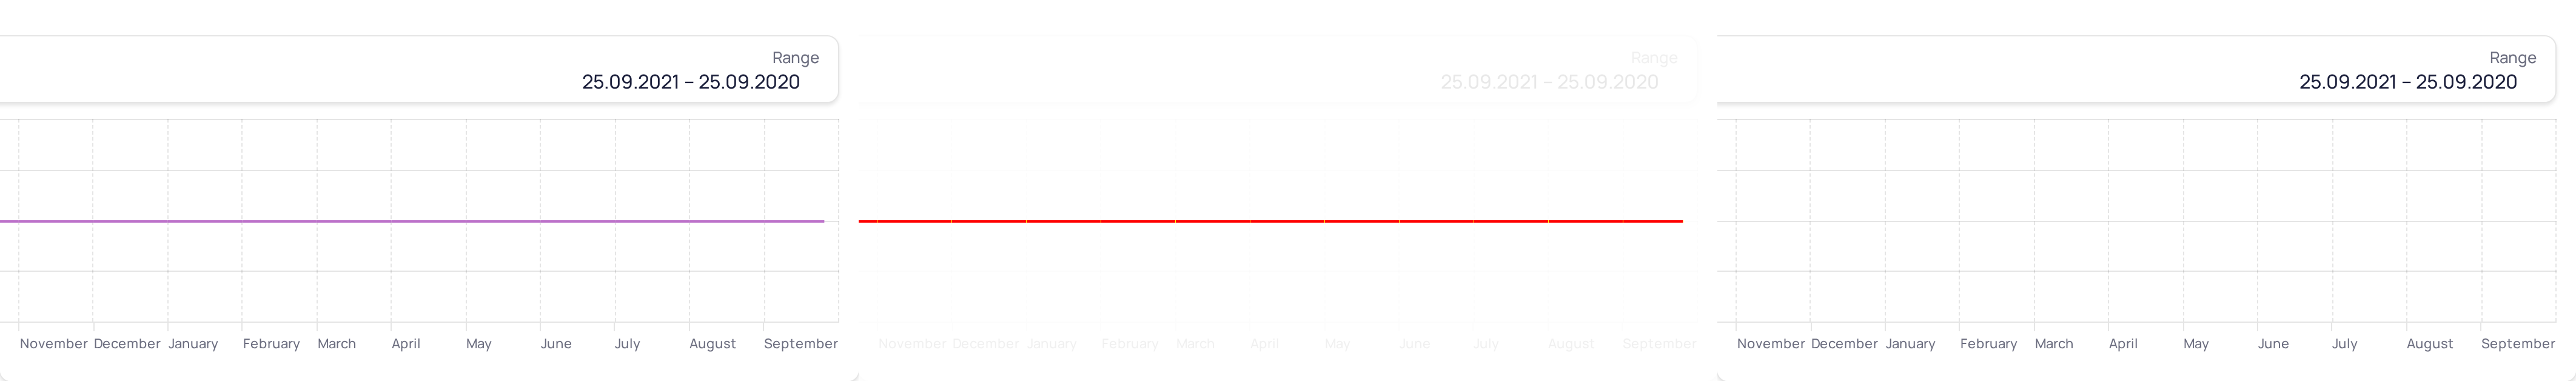 Range
25.09.2021 – 25.09.2020
November December January February March April May June July August September
Range
25.09.2021 – 25.09.2020
November December January February March April May June July August September
Range
25.09.2021 – 25.09.2020
November December January February March April May June July August September